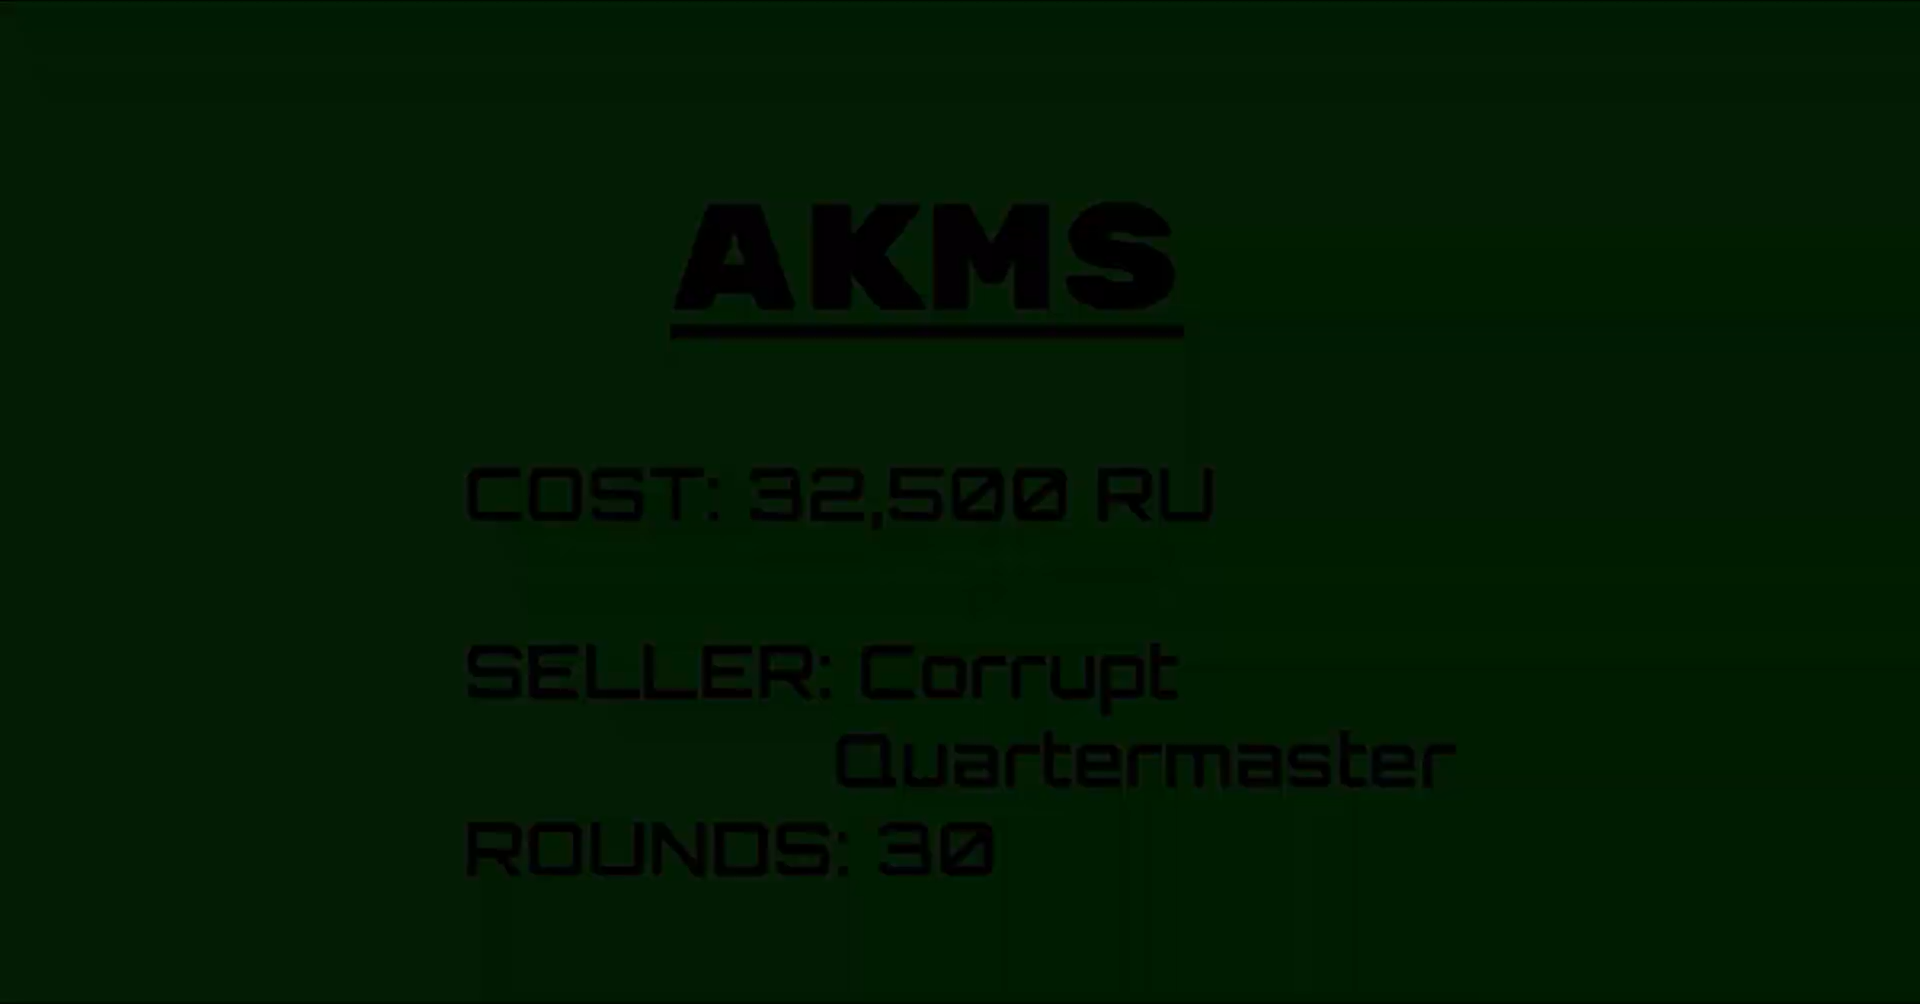 AKMS
COST: 32,500 RU
SELLER: Corrupt
Quartermaster
ROUNDS: 30